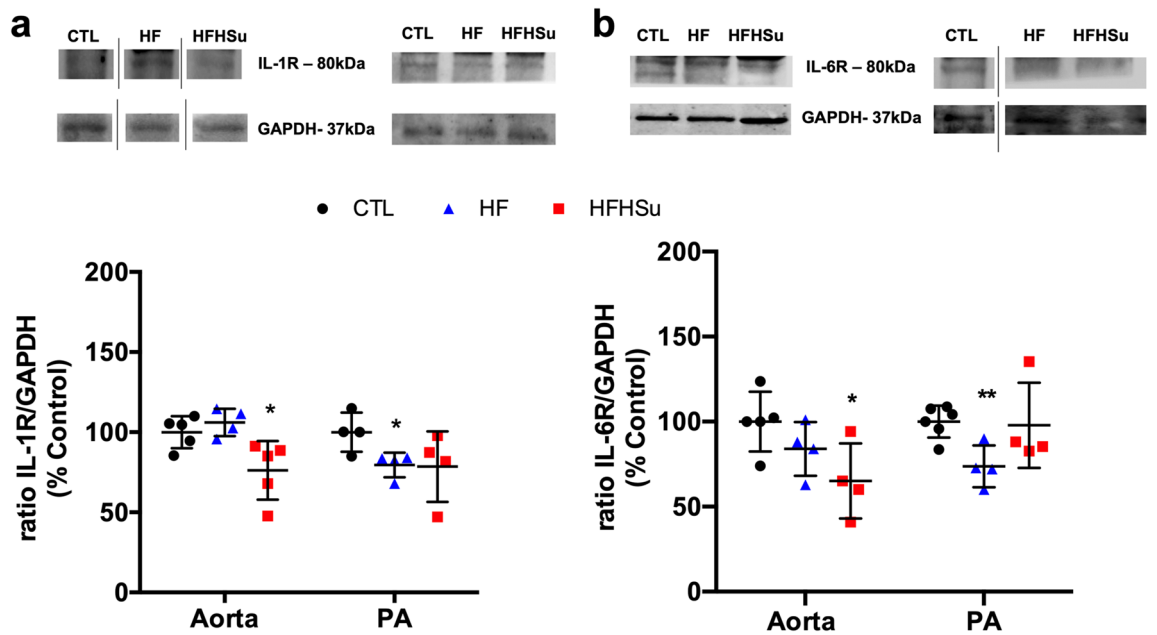 a
CTL HF HFHSu
IL-1R – 80kDa
GAPDH- 37kDa
CTL HF HFHSu
b
CTL HF HFHSu
IL-6R – 80kDa
GAPDH- 37kDa
CTL HF HFHSu
CTL HF HFHSu
ratio IL-1R/GAPDH
(% Control)
200
150
100
50
0
*
*
Aorta PA
ratio IL-6R/GAPDH
(% Control)
200
150
100
50
0
*
**
Aorta PA